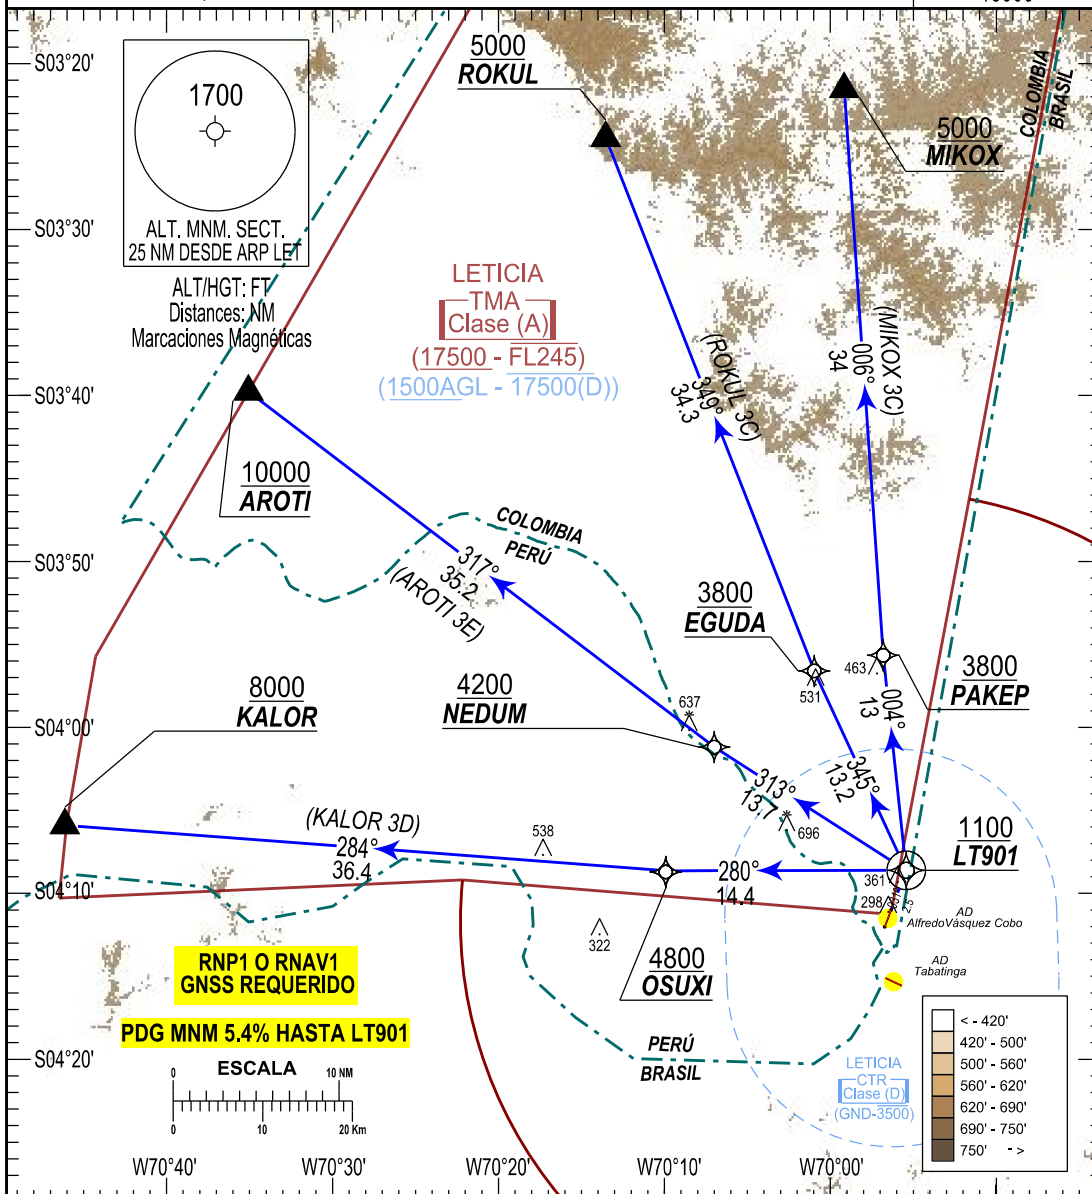 S03°20'
S03°30'
S03°40'
S03°50'
S04°00'
S04°10'
S04°20'
1700
ALT. MNM. SECT.
25 NM DESDE ARP LET
ALT/HGT: FT
Distances: NM
Marcaciones Magnéticas
5000
ROKUL
5000
MIKOX
COLOMBIA
BRASIL
LETICIA
TMA
Clase (A)
(17500 - FL245)
(1500AGL - 17500(D))
(ROKUL 3C)
349°
34.3
(MIKOX 3C)
006°
34
10000
AROTI
COLOMBIA
PERÚ
317°
35.2
(AROTI 3E)
3800
EGUDA
531
463
3800
PAKEP
004°
13
8000
KALOR
4200
NEDUM
637
313°
13.7
345°
13.2
696
(KALOR 3D)
284°
36.4
538
280°
14.4
1100
LT901
361
298
2.5
AD
AlfredoVásquez Cobo
AD
Tabatinga
322
4800
OSUXI
RNP1 O RNAV1
GNSS REQUERIDO
PDG MNM 5.4% HASTA LT901
ESCALA
0 10 NM
0 10 20 Km
PERÚ
BRASIL
LETICIA
CTR
Clase (D)
(GND-3500)
< - 420'
420' - 500'
500' - 560'
560' - 620'
620' - 690'
690' - 750'
750' - >
W70°40'
W70°30'
W70°20'
W70°10'
W70°00'